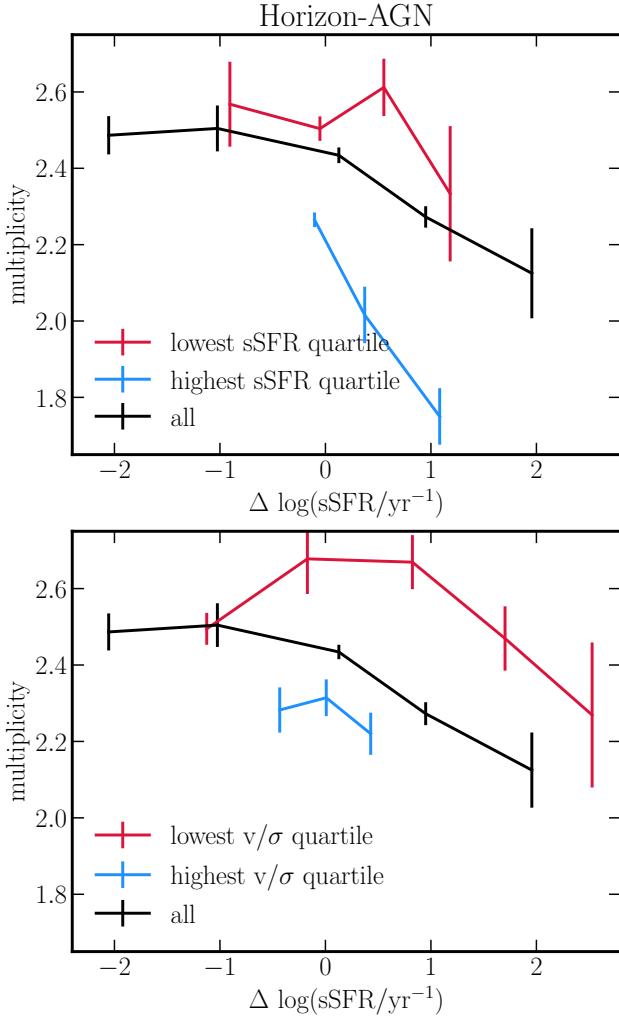 Horizon-AGN
2.6
2.4
2.2
2.0
1.8
multiplicity
lowest sSFR quartile
highest sSFR quartile
all
−2 −1 0 1 2
Δ log(sSFR/yr⁻¹)
2.6
2.4
2.2
2.0
1.8
multiplicity
lowest v/σ quartile
highest v/σ quartile
all
−2 −1 0 1 2
Δ log(sSFR/yr⁻¹)